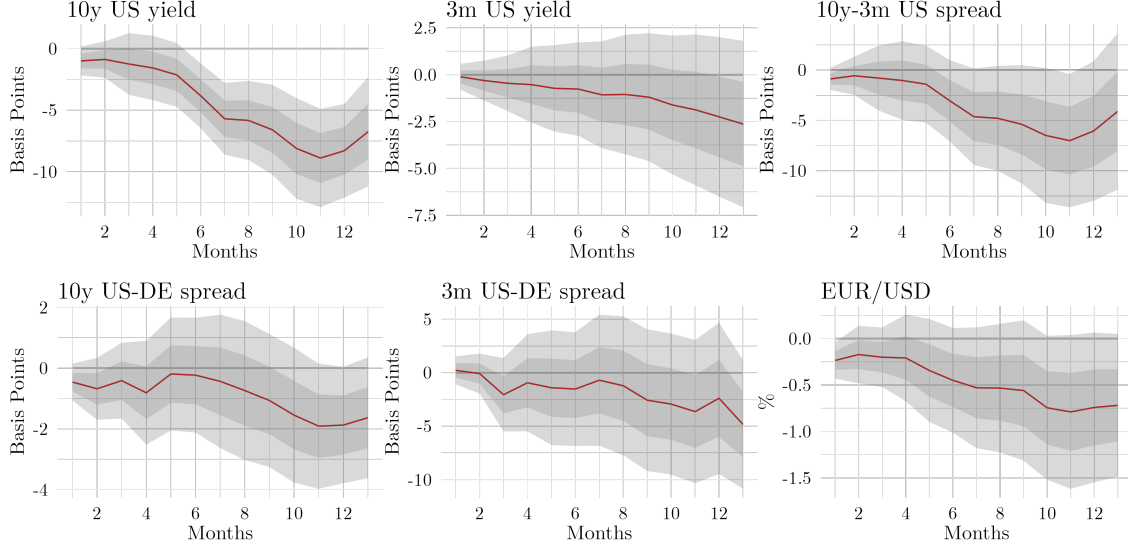 10y US yield
Basis Points
0
-5
-10
2 4 6 8 10 12
Months
3m US yield
Basis Points
2.5
0.0
-2.5
-5.0
-7.5
2 4 6 8 10 12
Months
10y-3m US spread
Basis Points
0
-5
-10
2 4 6 8 10 12
Months
10y US-DE spread
Basis Points
2
0
-2
-4
2 4 6 8 10 12
Months
3m US-DE spread
Basis Points
5
0
-5
-10
2 4 6 8 10 12
Months
EUR/USD
%
0.0
-0.5
-1.0
-1.5
2 4 6 8 10 12
Months